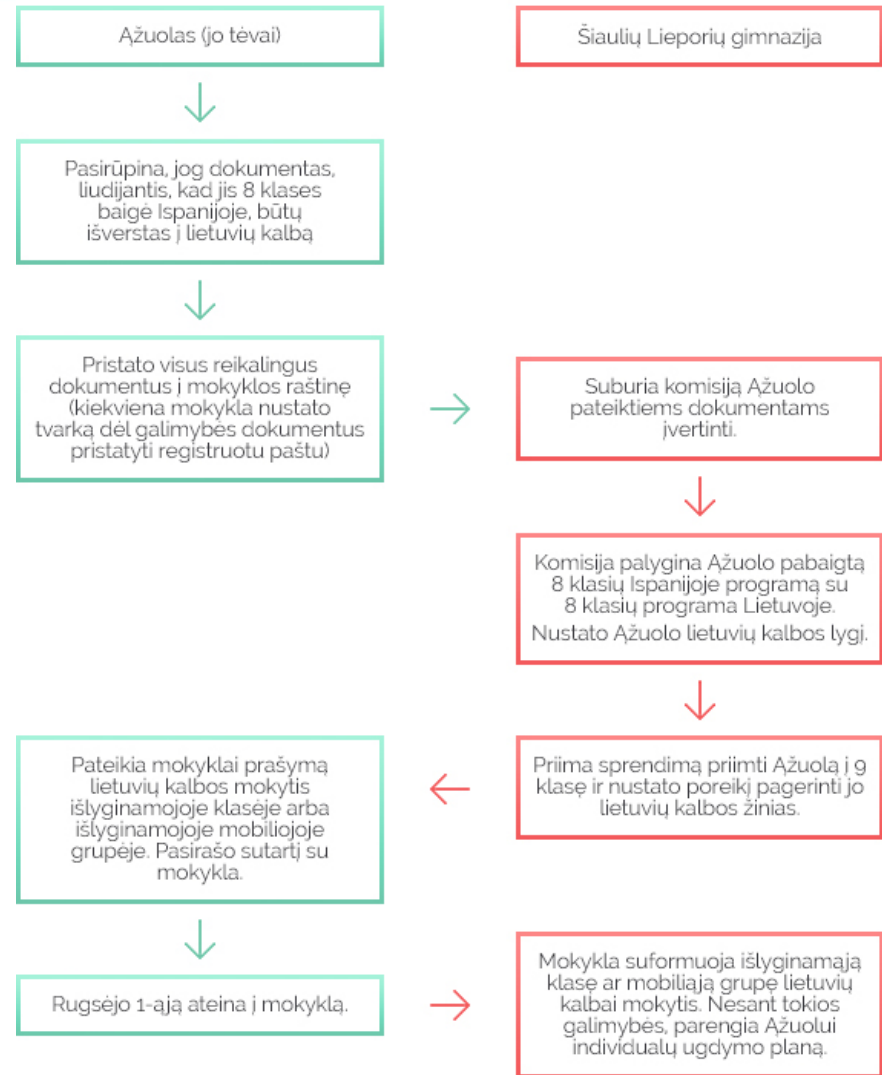 Ąžuolas (jo tėvai)
Šiaulių Lieporių gimnazija
Pasirūpina, jog dokumentas,
liudijantis, kad jis 8 klases
baigė Ispanijoje, būtų
išverstas į lietuvių kalbą
Pristato visus reikalingus
dokumentus į mokyklos raštinę
(kiekviena mokykla nustato
tvarką dėl galimybės dokumentus
pristatyti registruotu paštu)
Suburia komisiją Ąžuolo
pateiktiems dokumentams
įvertinti.
Komisija palygina Ąžuolo pabaigtą
8 klasių Ispanijoje programą su
8 klasių programa Lietuvoje.
Nustato Ąžuolo lietuvių kalbos lygį.
Priima sprendimą priimti Ąžuolą į 9
klasę ir nustato poreikį pagerinti jo
lietuvių kalbos žinias.
Pateikia mokyklai prašymą
lietuvių kalbos mokytis
išlyginamojoje klasėje arba
išlyginamojoje mobiliojoje
grupėje. Pasirašo sutartį su
mokykla.
Rugsėjo 1-ąją ateina į mokyklą.
Mokykla suformuoja išlyginamąją
klasę ar mobiliąją grupę lietuvių
kalbai mokytis. Nesant tokios
galimybės, parengia Ąžuolui
individualų ugdymo planą.